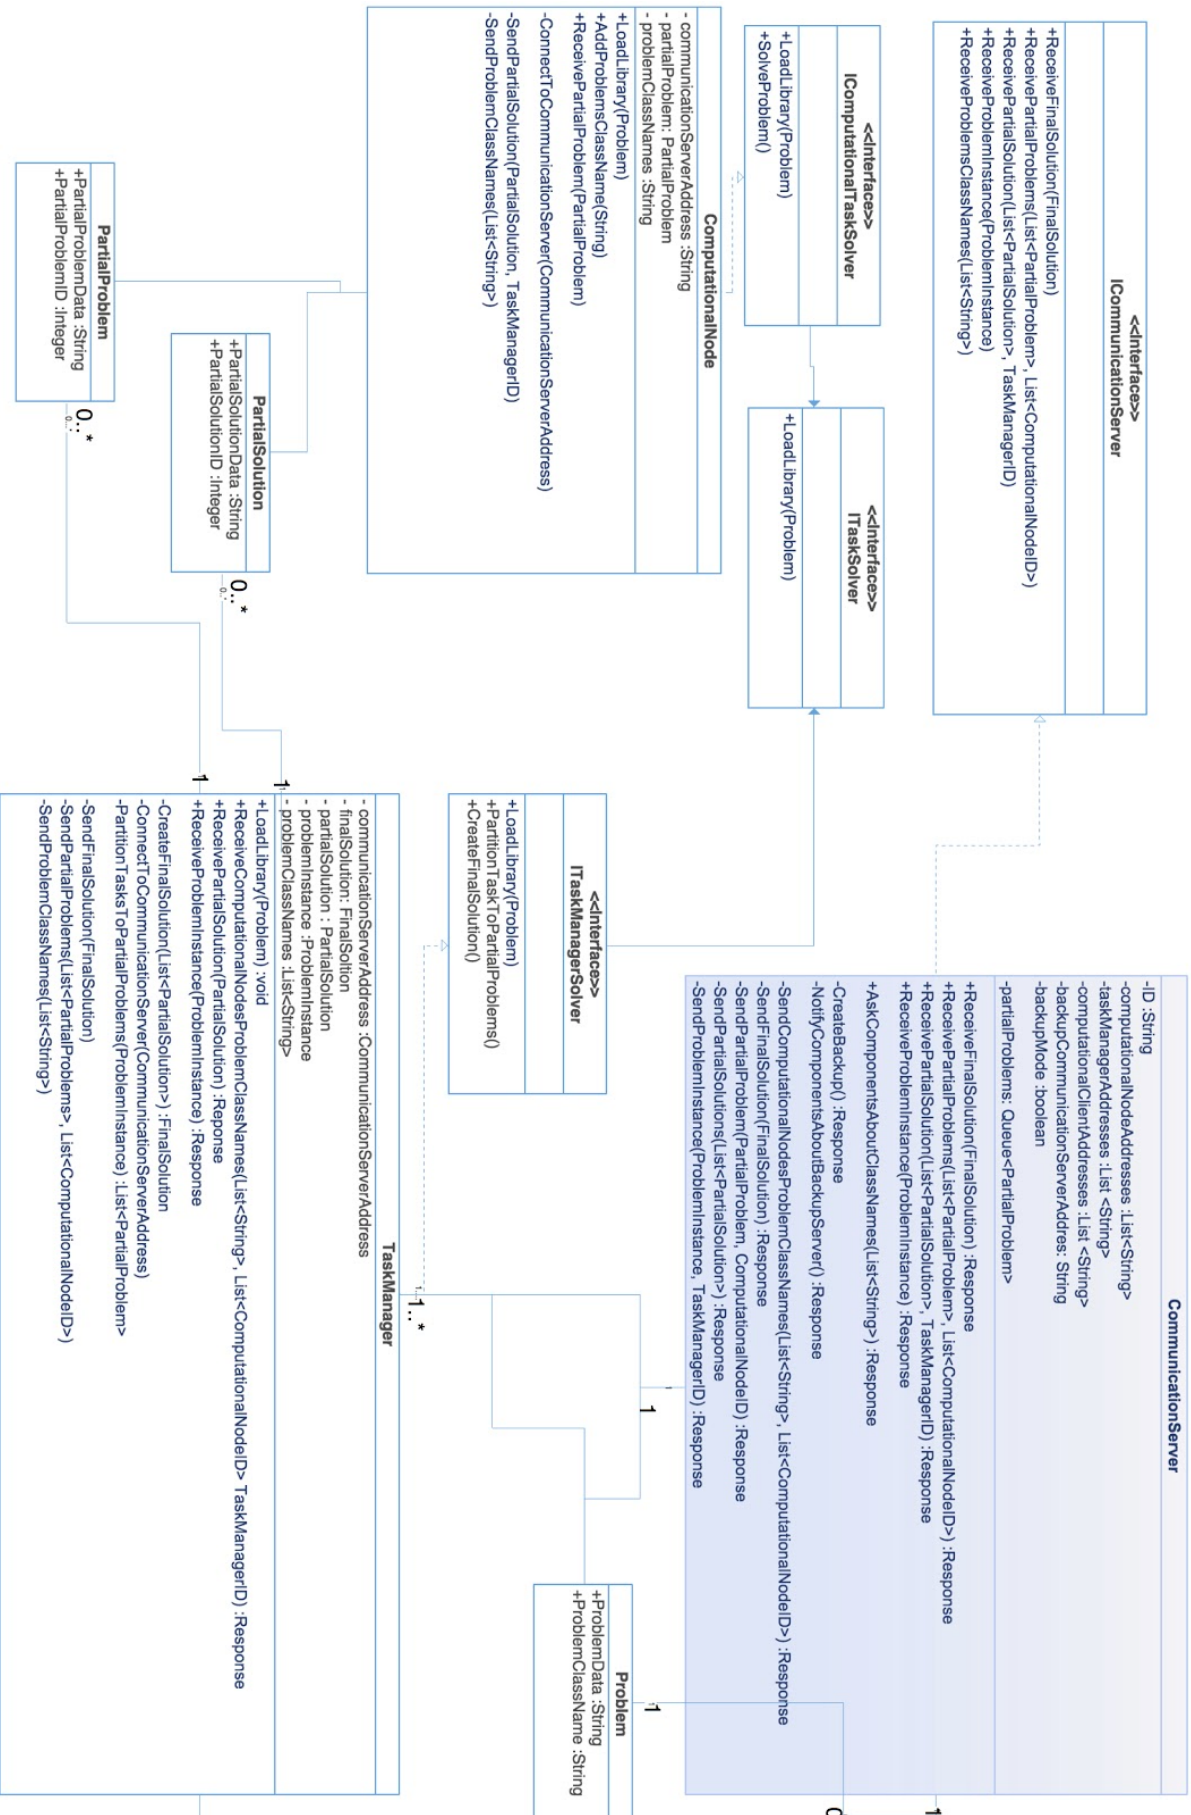 <<Interface>>
ICommunicationServer
+ReceiveFinalSolution(FinalSolution)
+ReceivePartialProblems(List<PartialProblem>, List<ComputationalNodeID>)
+ReceivePartialSolution(List<PartialSolution>, TaskManagerID)
+ReceiveProblemInstance(ProblemInstance)
+ReceiveProblemsClassNames(List<String>)
<<Interface>>
IComputationalTaskSolver
+LoadLibrary(Problem)
+SolveProblem()
<<Interface>>
ITaskSolver
+LoadLibrary(Problem)
ComputationalNode
- communicationServerAddress :String
- partialProblem: PartialProblem
- problemClassNames :String
+LoadLibrary(Problem)
+AddProblemsClassName(String)
+ReceivePartialProblem(PartialProblem)
-ConnectToCommunicationServer(CommunicationServerAddress)
-SendPartialSolution(PartialSolution, TaskManagerID)
-SendProblemClassNames(List<String>)
PartialSolution
+PartialSolutionData :String
+PartialSolutionID :Integer
0..*
0..*
PartialProblem
+PartialProblemData :String
+PartialProblemID :Integer
0..*
0..*
CommunicationServer
-ID :String
-computationalNodeAddresses :List<String>
-taskManagerAddresses :List <String>
-computationalClientAddresses :List <String>
-backupCommunicationServerAddres: String
-backupMode :boolean
-partialProblems: Queue<PartialProblem>
+ReceiveFinalSolution(FinalSolution) :Response
+ReceivePartialProblems(List<PartialProblem>, List<ComputationalNodeID>) :Response
+ReceivePartialSolution(List<PartialSolution>, TaskManagerID) :Response
+ReceiveProblemInstance(ProblemInstance) :Response
+AskComponentsAboutClassNames(List<String>) :Response
-CreateBackup() :Response
-NotifyComponentsAboutBackupServer() :Response
-SendComputationalNodesProblemClassNames(List<String>, List<ComputationalNodeID>) :Response
-SendFinalSolution(FinalSolution) :Response
-SendPartialProblem(PartialProblem, ComputationalNodeID) :Response
-SendPartialSolutions(List<PartialSolution>) :Response
-SendProblemInstance(ProblemInstance, TaskManagerID) :Response
1
1
1
<<Interface>>
ITaskManagerSolver
+LoadLibrary(Problem)
+PartitionTaskToPartialProblems()
+CreateFinalSolution()
Problem
+ProblemData :String
+ProblemClassName :String
1
1..*
TaskManager
- communicationServerAddress :CommunicationServerAddress
- finalSolution: FinalSoltion
- partialSolution : PartialSolution
- problemInstance :ProblemInstance
- problemClassNames :List<String>
+LoadLibrary(Problem) :void
+ReceiveComputationalNodesProblemClassNames(List<String>, List<ComputationalNodeID> TaskManagerID) :Response
+ReceivePartialSolution(PartialSolution) :Reponse
+ReceiveProblemInstance(ProblemInstance) :Response
-CreateFinalSolution(List<PartialSolution>) :FinalSolution
-ConnectToCommunicationServer(CommunicationServerAddress)
-PartitionTasksToPartialProblems(ProblemInstance) :List<PartialProblem>
-SendFinalSolution(FinalSolution)
-SendPartialProblems(List<PartialProblems>, List<ComputationalNodeID>)
-SendProblemClassNames(List<String>)
1
1